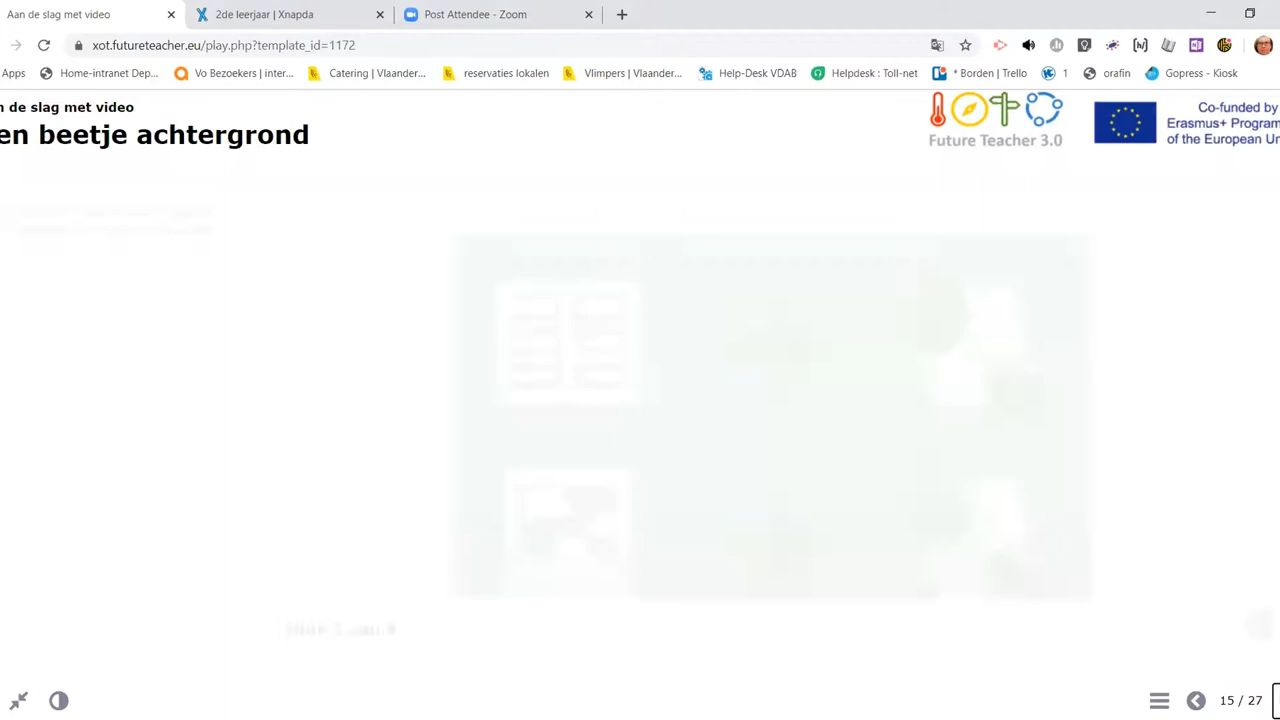 Aan de slag met video
2de leerjaar | Xnapda
Post Attendee - Zoom
xot.futureteacher.eu/play.php?template_id=1172
Apps
Home-intranet Dep...
Vo Bezoekers | inter...
Catering | Vlaander...
reservaties lokalen
Vlimpers | Vlaander...
Help-Desk VDAB
Helpdesk : Toll-net
* Borden | Trello
1
orafin
Gopress - Kiosk
n de slag met video
en beetje achtergrond
Future Teacher 3.0
Co-funded by
Erasmus+ Program
of the European Un
15 / 27